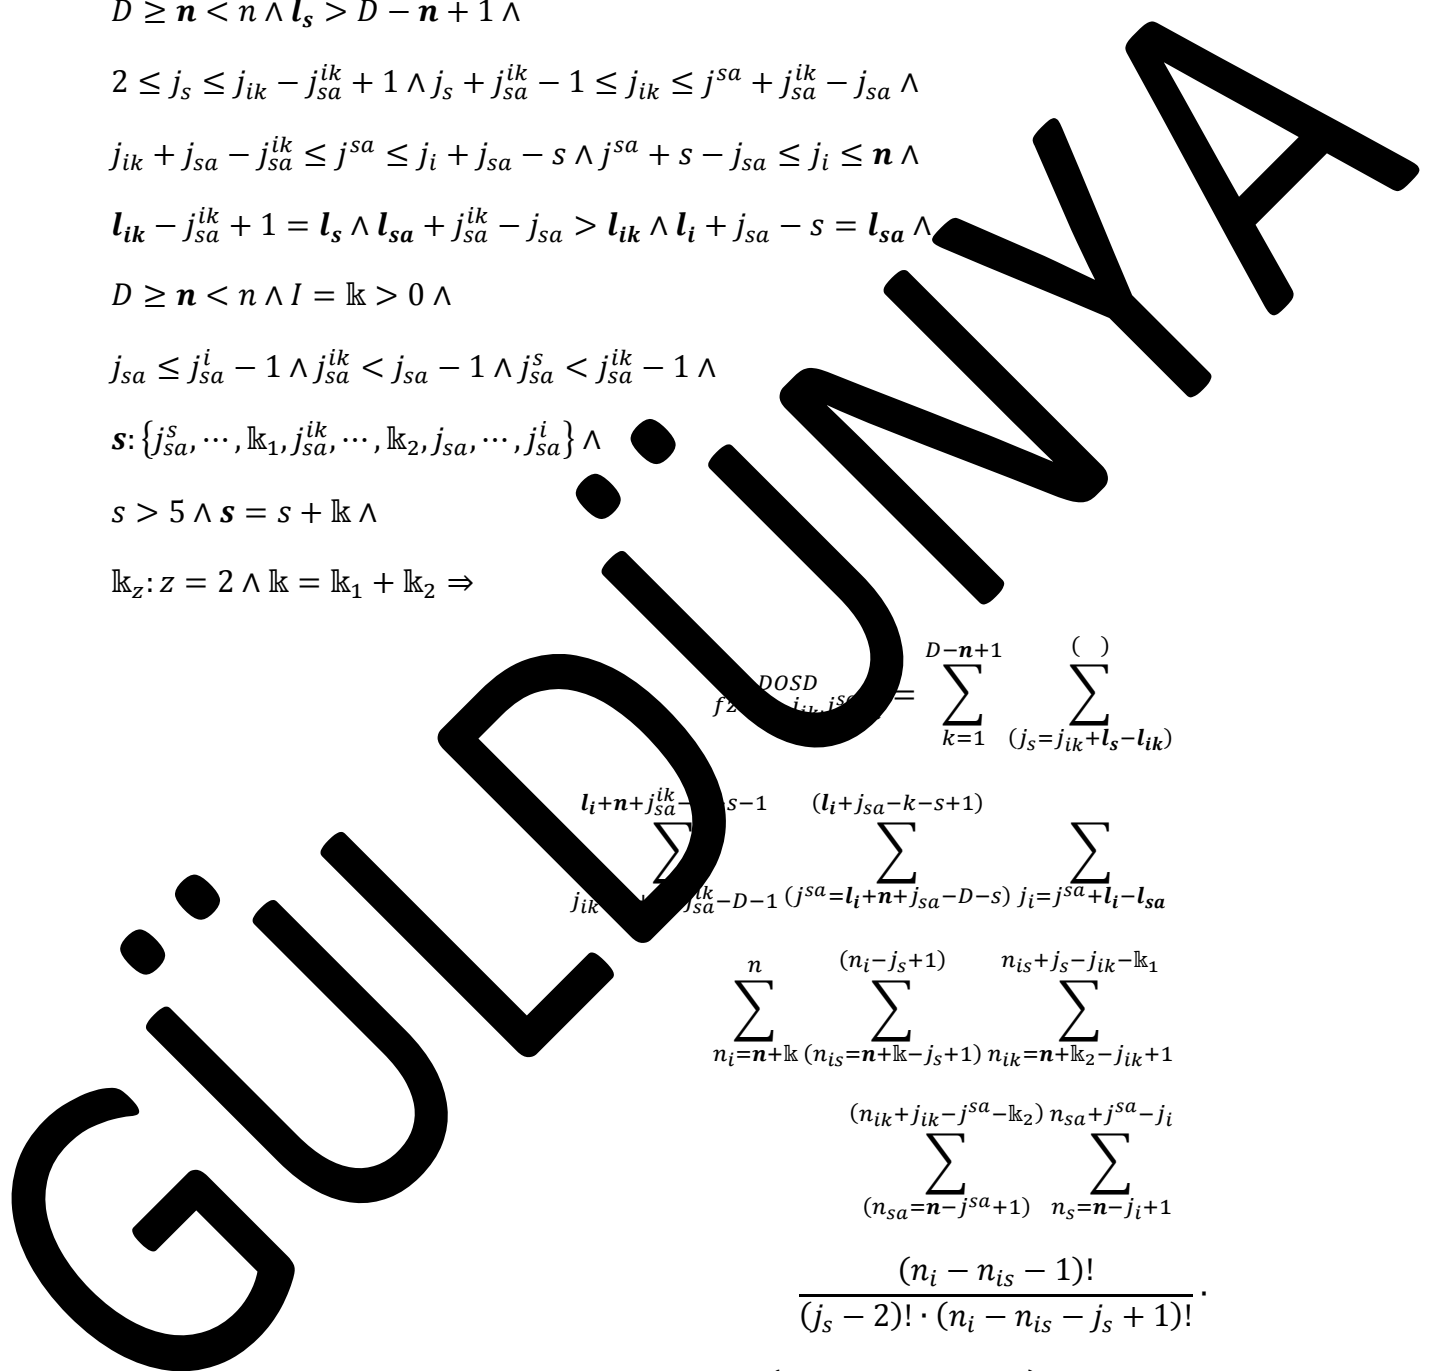 D ≥ 𝒏 < n ∧ 𝒍_𝒔 > D − 𝒏 + 1 ∧
2 ≤ j_s ≤ j_{ik} − j_{sa}^{ik} + 1 ∧ j_s + j_{sa}^{ik} − 1 ≤ j_{ik} ≤ j^{sa} + j_{sa}^{ik} − j_{sa} ∧
j_{ik} + j_{sa} − j_{sa}^{ik} ≤ j^{sa} ≤ j_i + j_{sa} − s ∧ j^{sa} + s − j_{sa} ≤ j_i ≤ 𝒏 ∧
𝒍_{𝒊𝒌} − j_{sa}^{ik} + 1 = 𝒍_𝒔 ∧ 𝒍_{𝒔𝒂} + j_{sa}^{ik} − j_{sa} > 𝒍_{𝒊𝒌} ∧ 𝒍_𝒊 + j_{sa} − s = 𝒍_{𝒔𝒂} ∧
D ≥ 𝒏 < n ∧ I = 𝕜 > 0 ∧
j_{sa} ≤ j_{sa}^i − 1 ∧ j_{sa}^{ik} < j_{sa} − 1 ∧ j_{sa}^s < j_{sa}^{ik} − 1 ∧
𝒔: {j_{sa}^s, ⋯, 𝕜_1, j_{sa}^{ik}, ⋯, 𝕜_2, j_{sa}, ⋯, j_{sa}^i} ∧
s > 5 ∧ 𝒔 = s + 𝕜 ∧
𝕜_z: z = 2 ∧ 𝕜 = 𝕜_1 + 𝕜_2 ⇒
DOSD = ∑_{k=1}^{D−𝒏+1} ∑_{(j_s=j_{ik}+𝒍_𝒔−𝒍_{𝒊𝒌})}^{( )}
∑ ∑_{(j^{sa}=𝒍_𝒊+𝒏+j_{sa}−D−s)}^{(𝒍_𝒊+j_{sa}−k−s+1)} ∑_{j_i=j^{sa}+𝒍_𝒊−𝒍_{𝒔𝒂}}
∑_{n_i=𝒏+𝕜}^{n} ∑_{(n_{is}=𝒏+𝕜−j_s+1)}^{(n_i−j_s+1)} ∑_{n_{ik}=𝒏+𝕜_2−j_{ik}+1}^{n_{is}+j_s−j_{ik}−𝕜_1}
∑_{(n_{sa}=𝒏−j^{sa}+1)}^{(n_{ik}+j_{ik}−j^{sa}−𝕜_2)} ∑_{n_s=𝒏−j_i+1}^{n_{sa}+j^{sa}−j_i}
(n_i − n_{is} − 1)!
(j_s − 2)! · (n_i − n_{is} − j_s + 1)! ·
GÜLDÜNYA